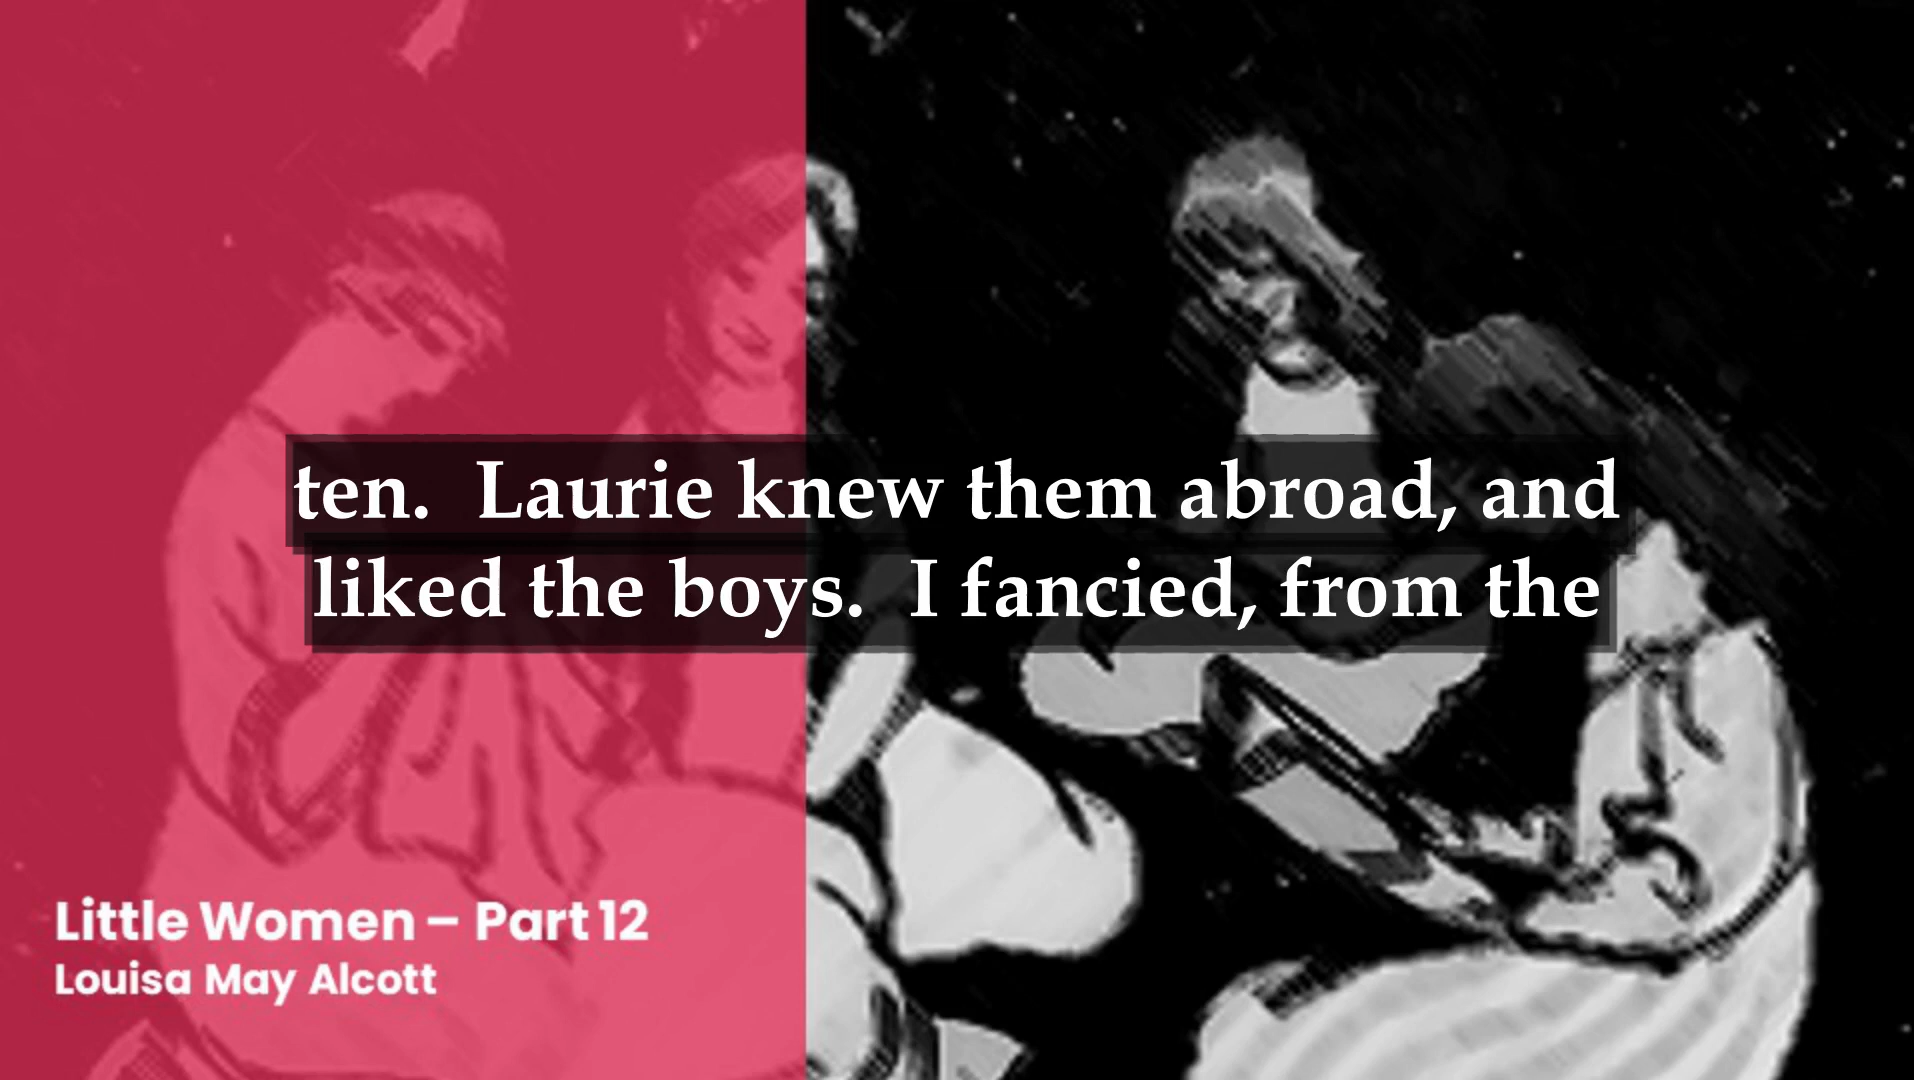 ten.  Laurie knew them abroad, and
liked the boys.  I fancied, from the
Little Women – Part 12
Louisa May Alcott